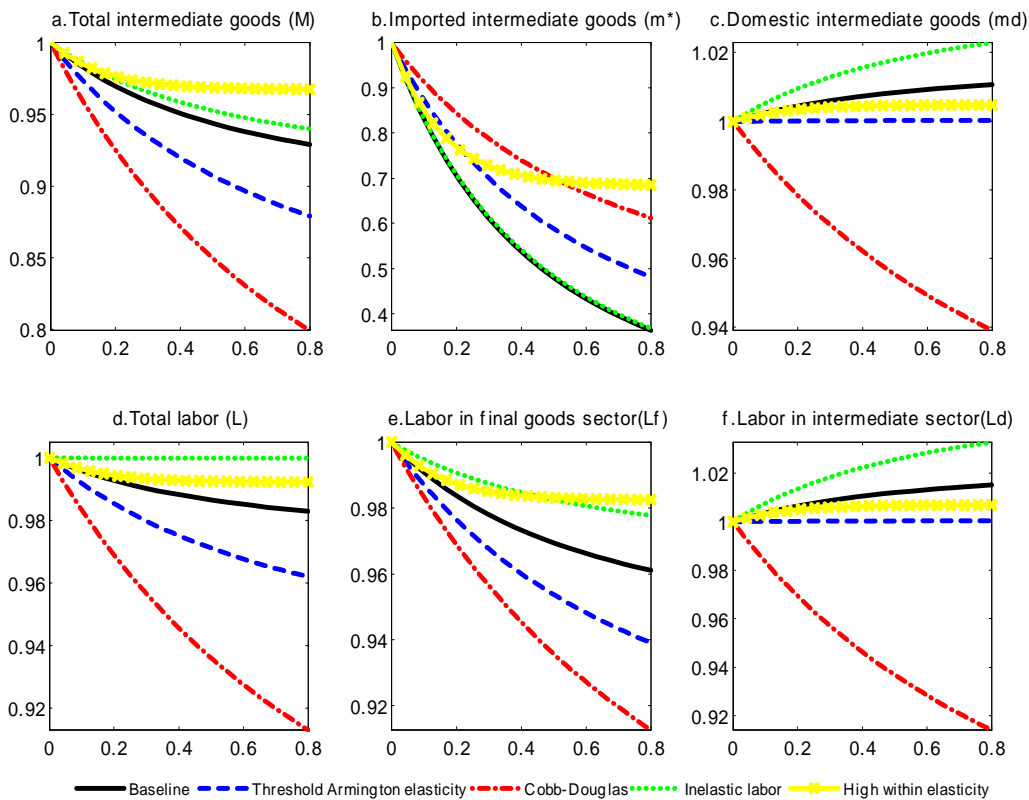 a.Total intermediate goods (M)
b.Imported intermediate goods (m*)
c.Domestic intermediate goods (md)
1
0.95
0.9
0.85
0.8
0 0.2 0.4 0.6 0.8
1
0.9
0.8
0.7
0.6
0.5
0.4
0 0.2 0.4 0.6 0.8
1.02
1
0.98
0.96
0.94
0 0.2 0.4 0.6 0.8
d.Total labor (L)
e.Labor in final goods sector(Lf)
f.Labor in intermediate sector(Ld)
1
0.98
0.96
0.94
0.92
0 0.2 0.4 0.6 0.8
1
0.98
0.96
0.94
0.92
0 0.2 0.4 0.6 0.8
1.02
1
0.98
0.96
0.94
0.92
0 0.2 0.4 0.6 0.8
Baseline Threshold Armington elasticity Cobb-Douglas Inelastic labor High within elasticity